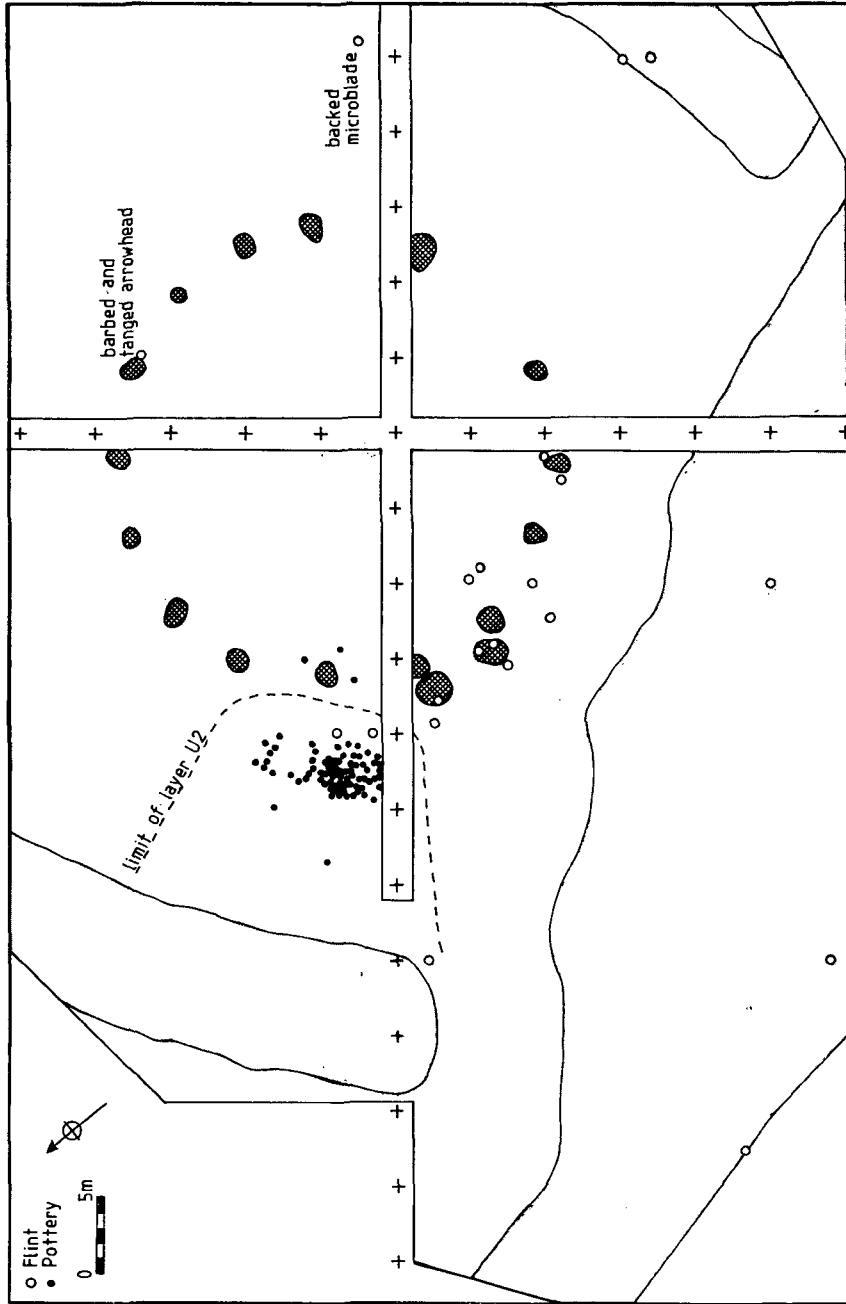 barbed and
tanged arrowhead
backed
microblade
limit of layer U2
Flint
Pottery
0 5m